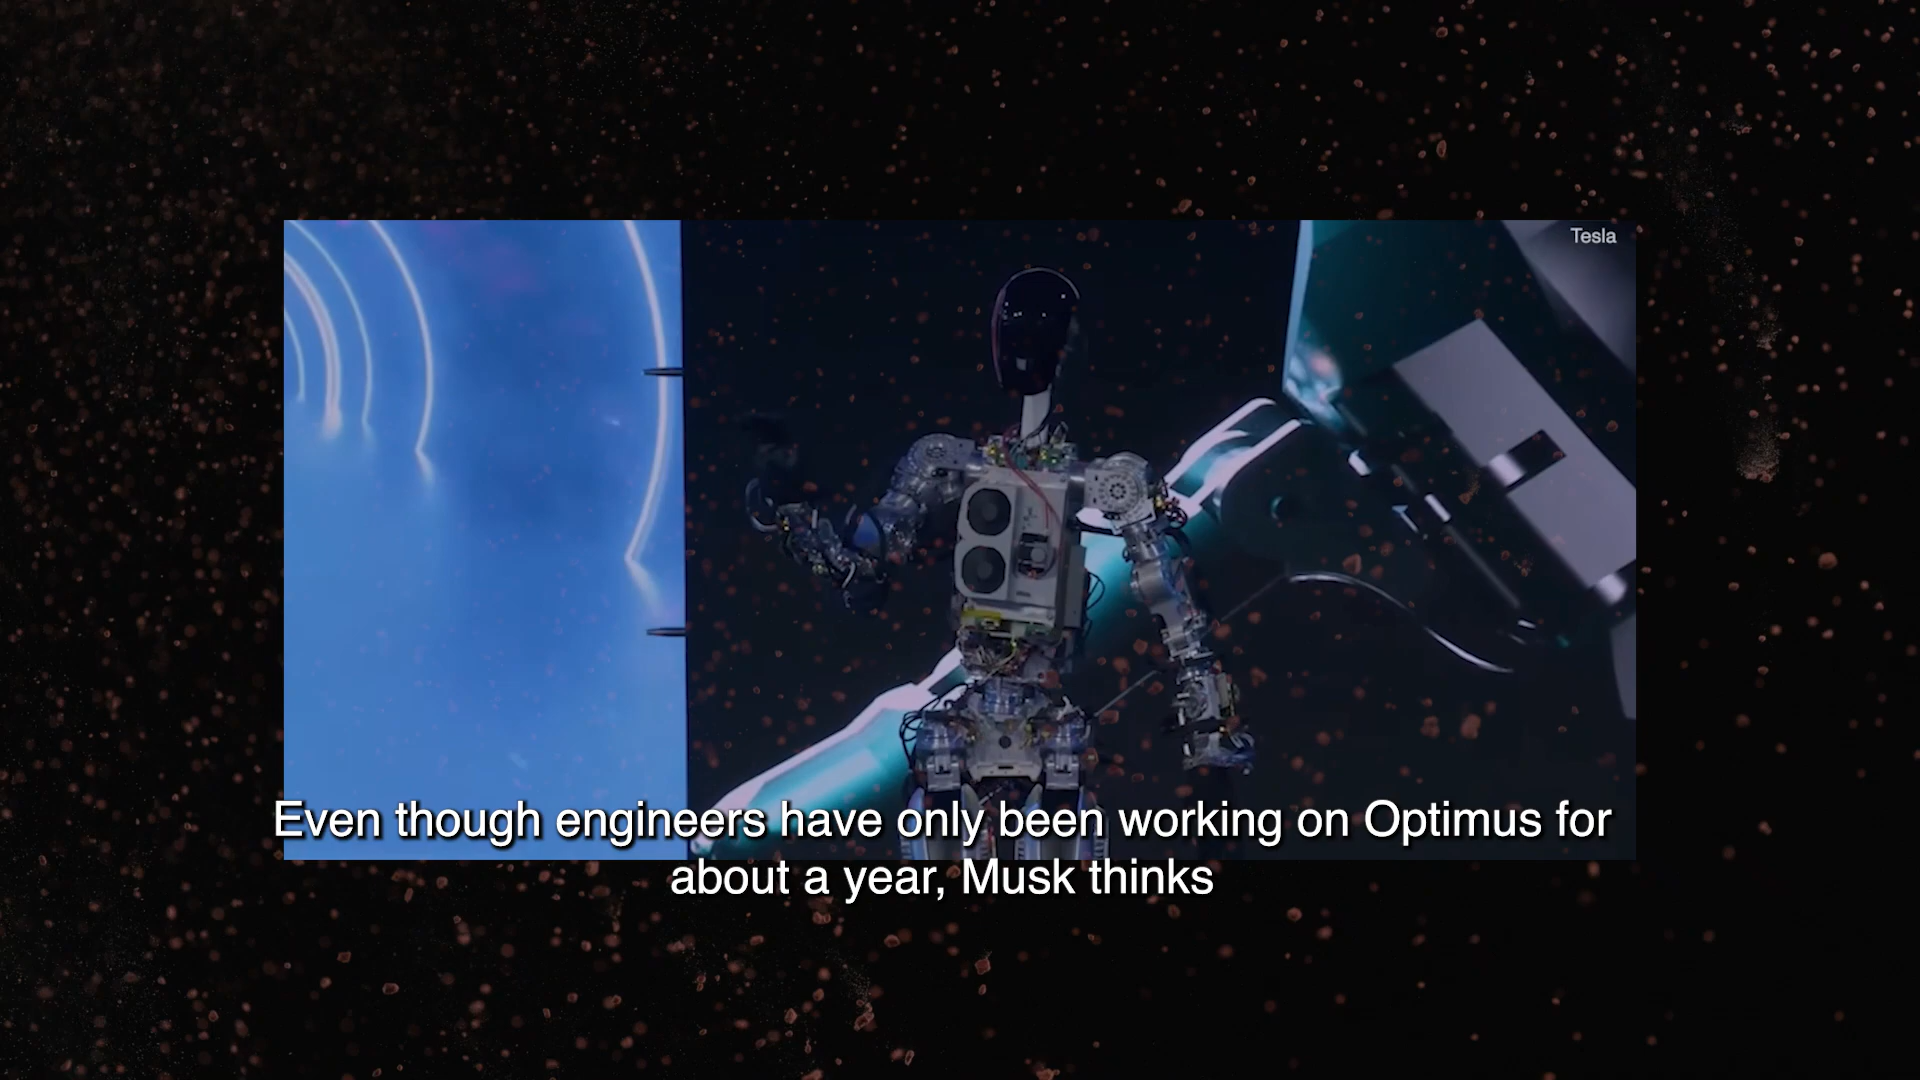 Tesla
Even though engineers have only been working on Optimus for
about a year, Musk thinks